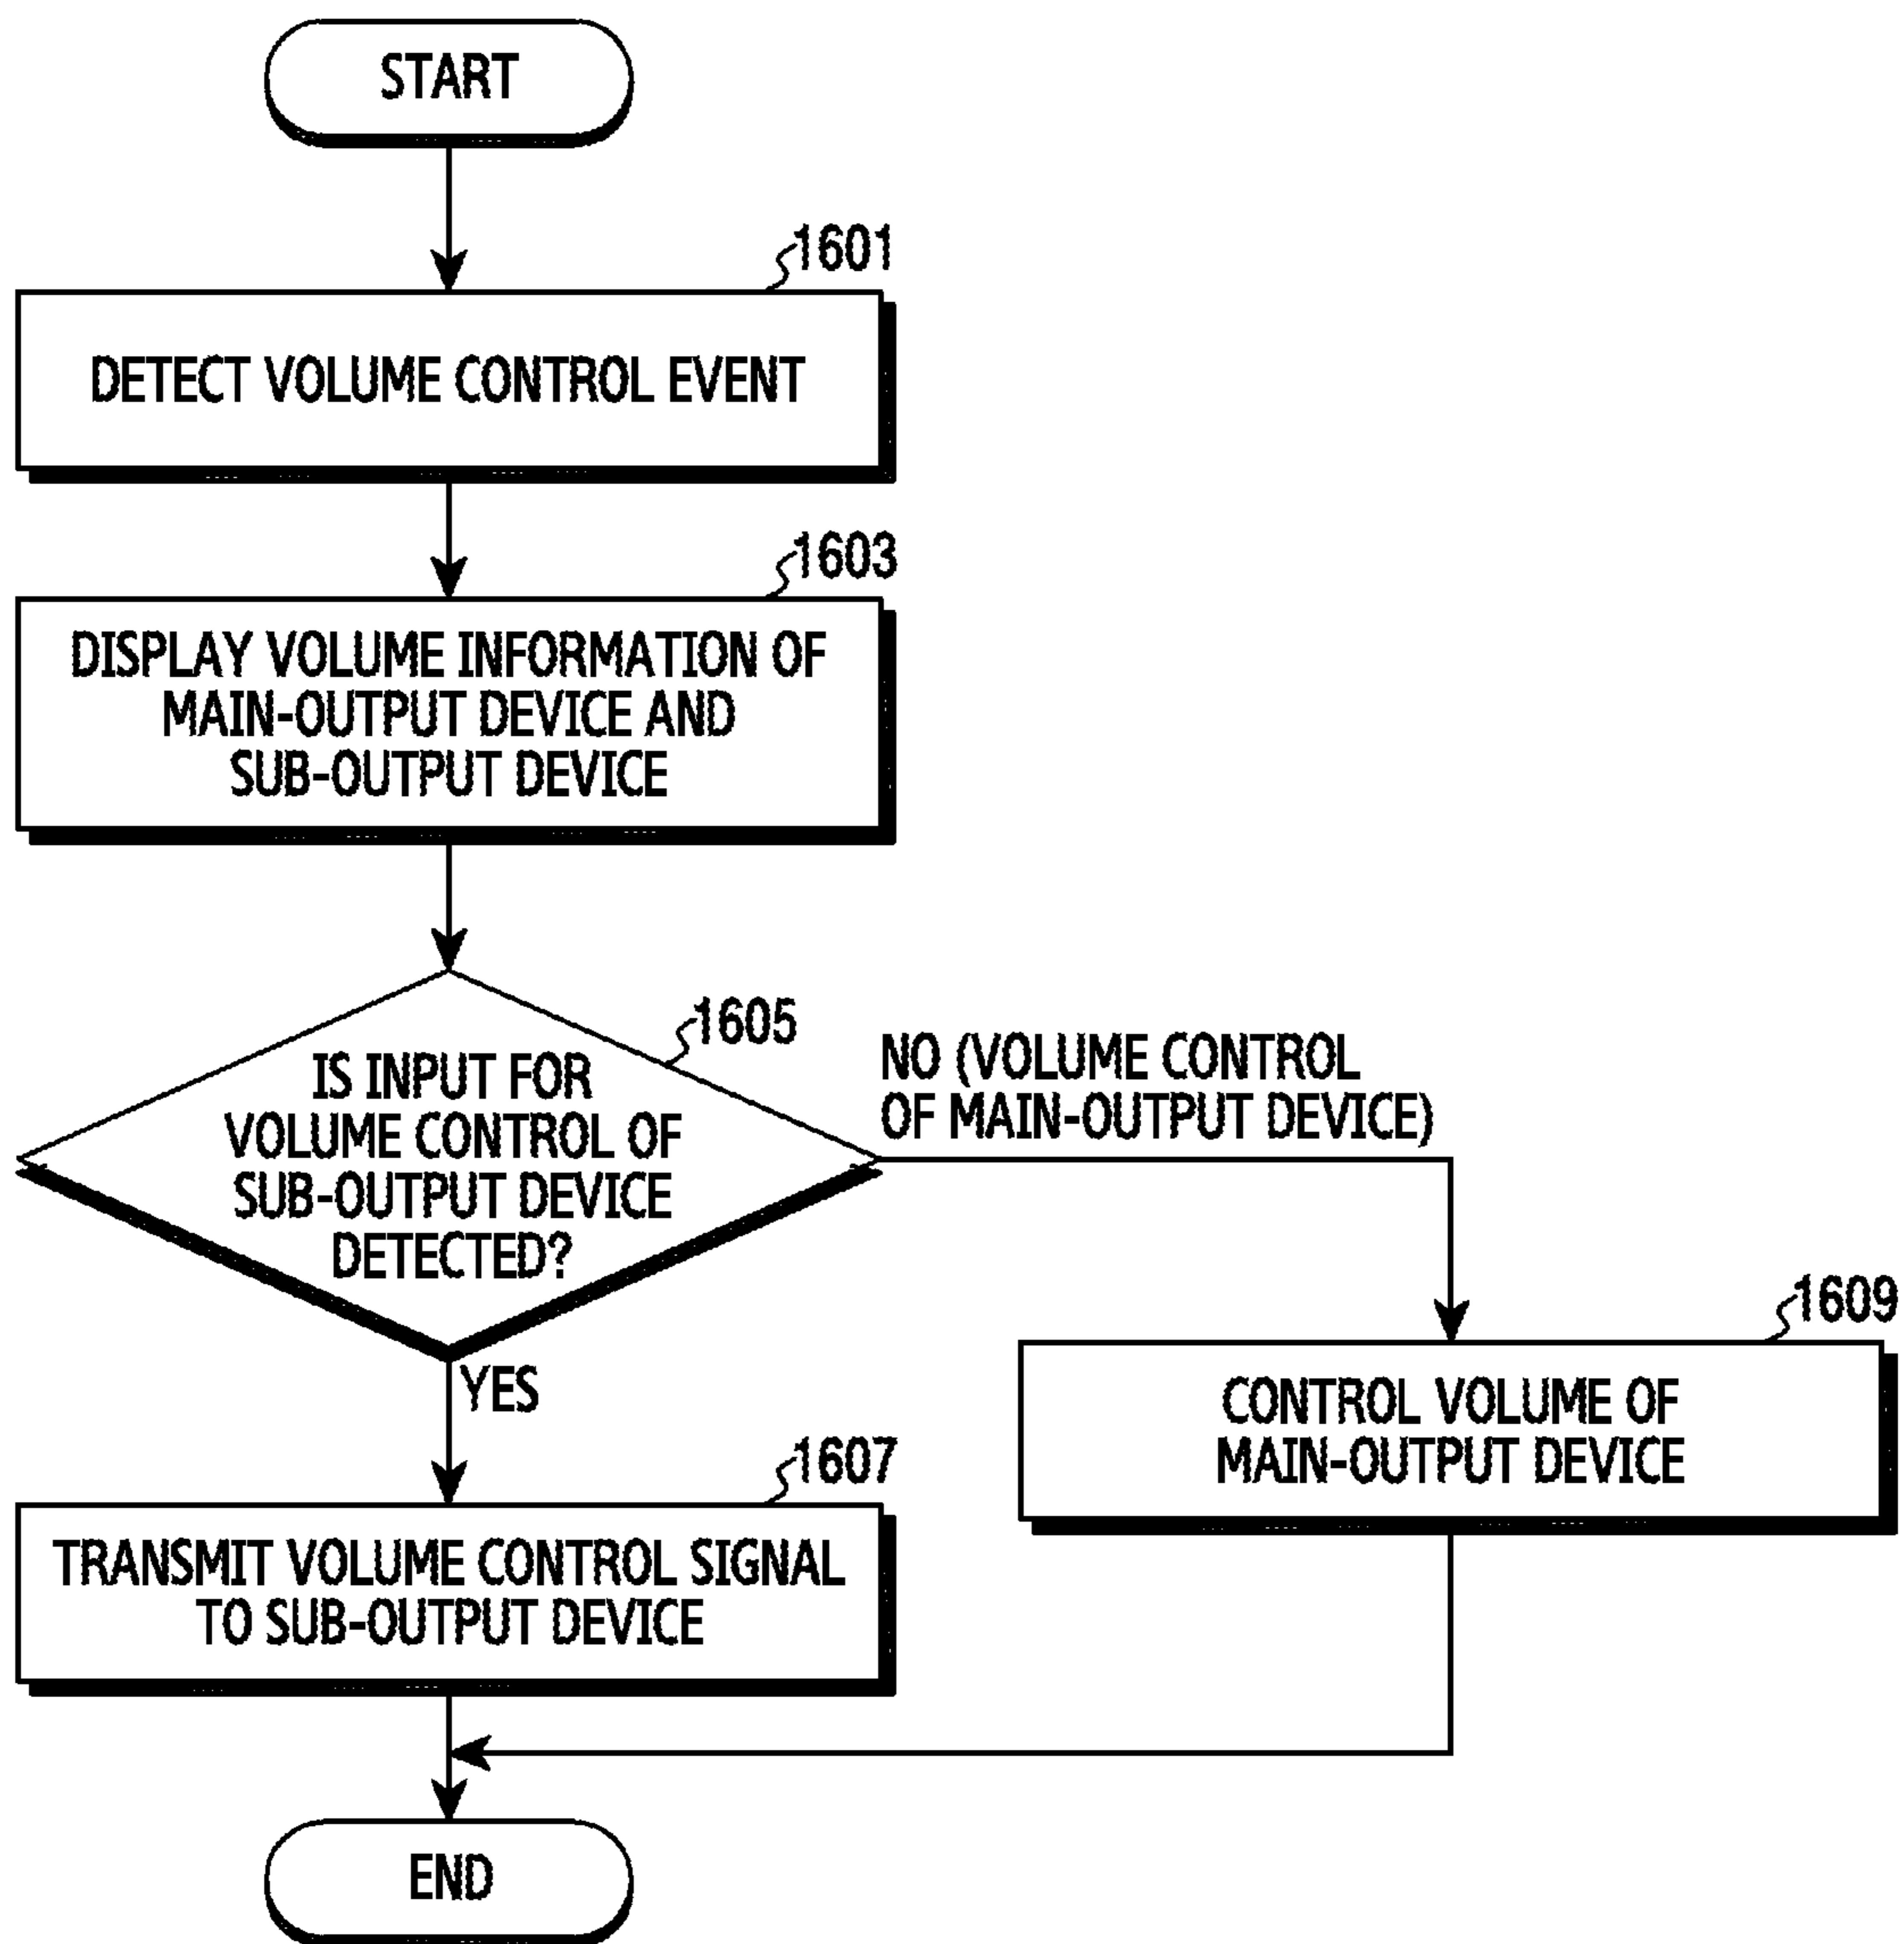 START
1601
DETECT VOLUME CONTROL EVENT
1603
DISPLAY VOLUME INFORMATION OF
MAIN-OUTPUT DEVICE AND
SUB-OUTPUT DEVICE
1605
IS INPUT FOR
VOLUME CONTROL OF
SUB-OUTPUT DEVICE
DETECTED?
NO (VOLUME CONTROL
OF MAIN-OUTPUT DEVICE)
1609
CONTROL VOLUME OF
MAIN-OUTPUT DEVICE
YES
1607
TRANSMIT VOLUME CONTROL SIGNAL
TO SUB-OUTPUT DEVICE
END